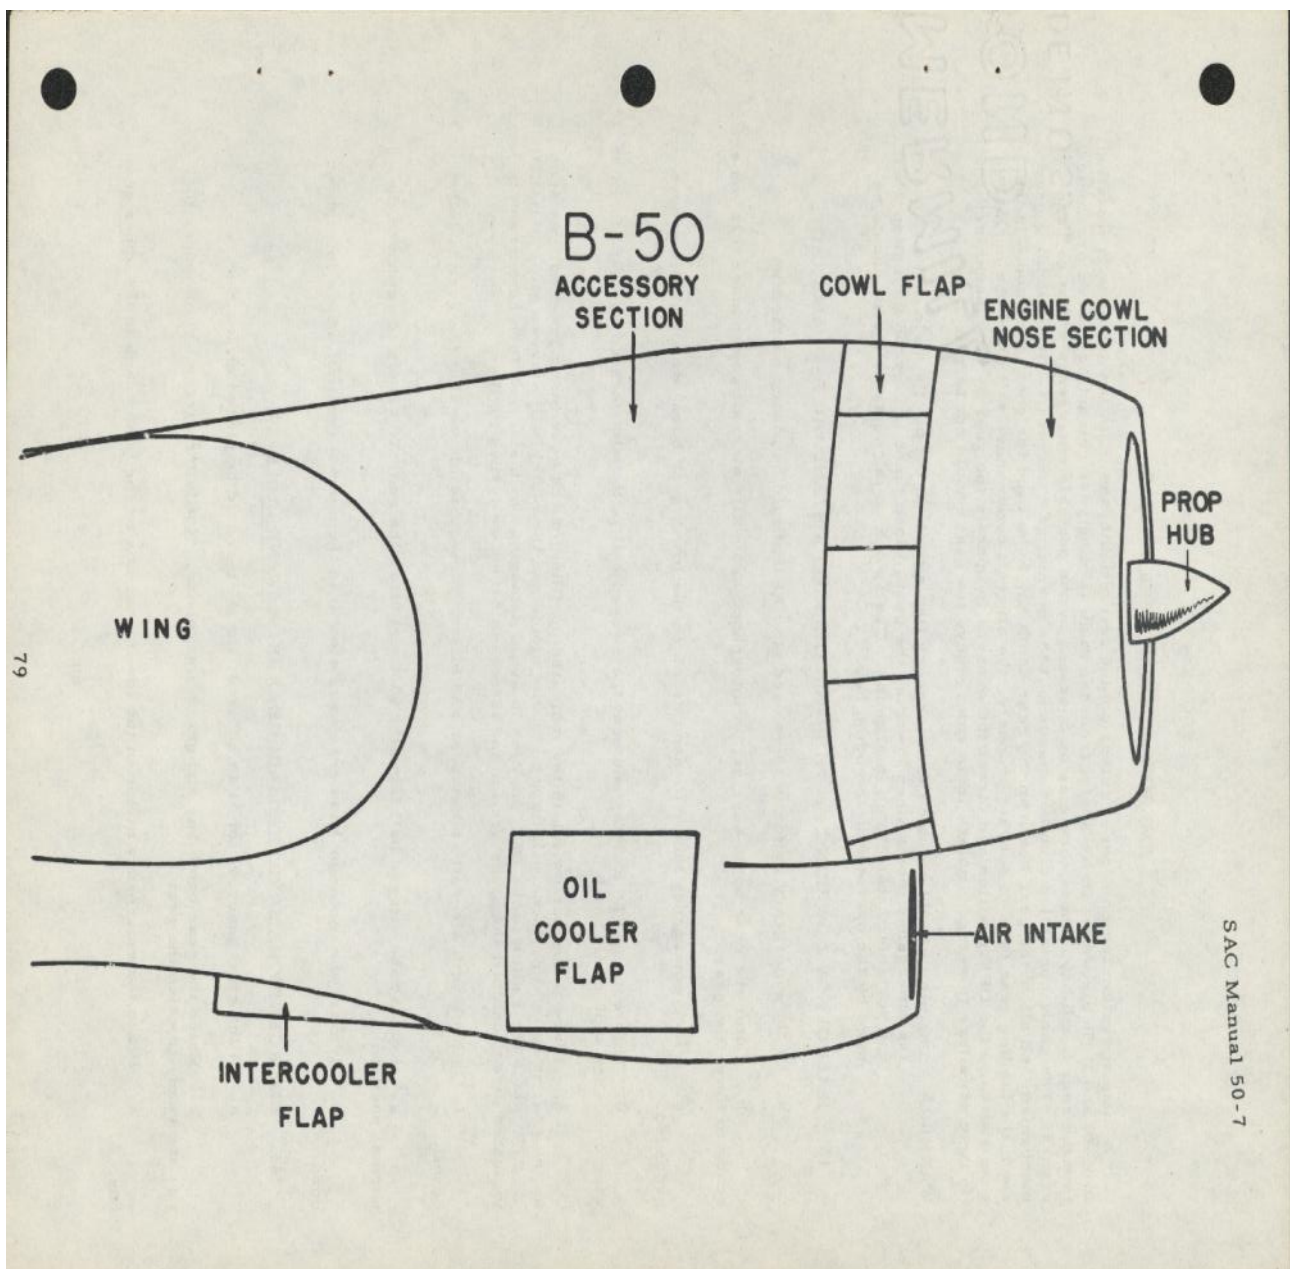 B-50
ACCESSORY
SECTION
COWL FLAP
ENGINE COWL
NOSE SECTION
PROP
HUB
WING
OIL
COOLER
FLAP
AIR INTAKE
INTERCOOLER
FLAP
79
SAC Manual 50-7